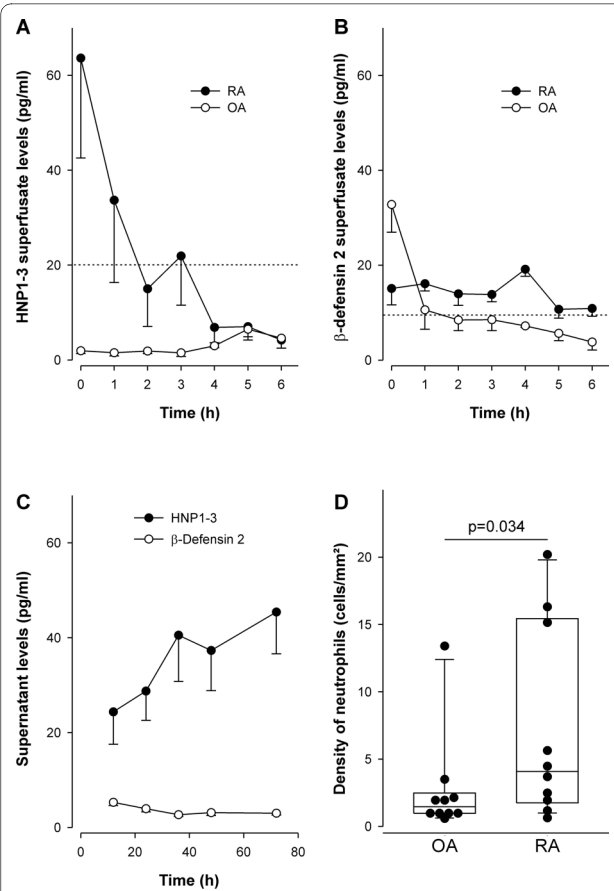 A
HNP1-3 superfusate levels (pg/ml)
60
40
20
0
RA
OA
0 1 2 3 4 5 6
Time (h)
B
β-defensin 2 superfusate levels (pg/ml)
60
40
20
0
RA
OA
0 1 2 3 4 5 6
Time (h)
C
Supernatant levels (pg/ml)
60
40
20
0
HNP1-3
β-Defensin 2
0 20 40 60 80
Time (h)
D
Density of neutrophils (cells/mm²)
20
15
10
5
0
p=0.034
OA RA